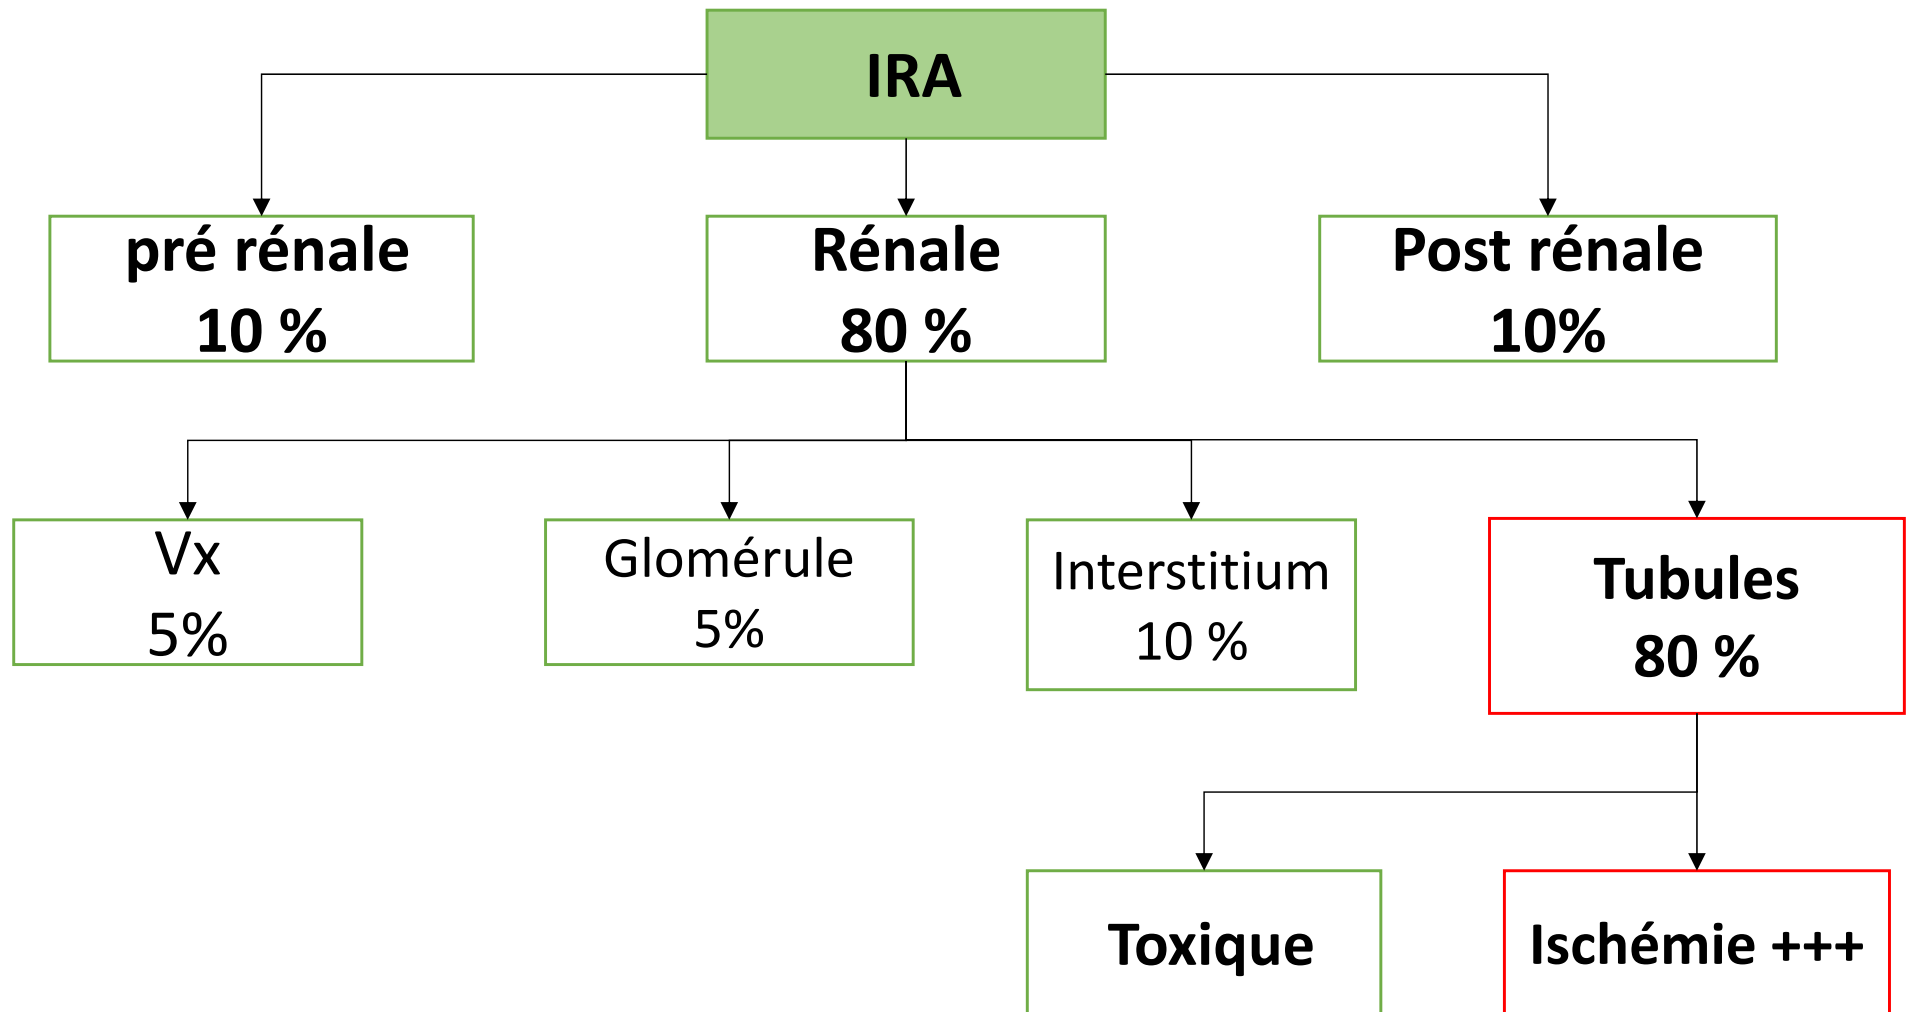 IRA
pré rénale
10 %
Rénale
80 %
Post rénale
10%
Vx
5%
Glomérule
5%
Interstitium
10 %
Tubules
80 %
Toxique
Ischémie +++